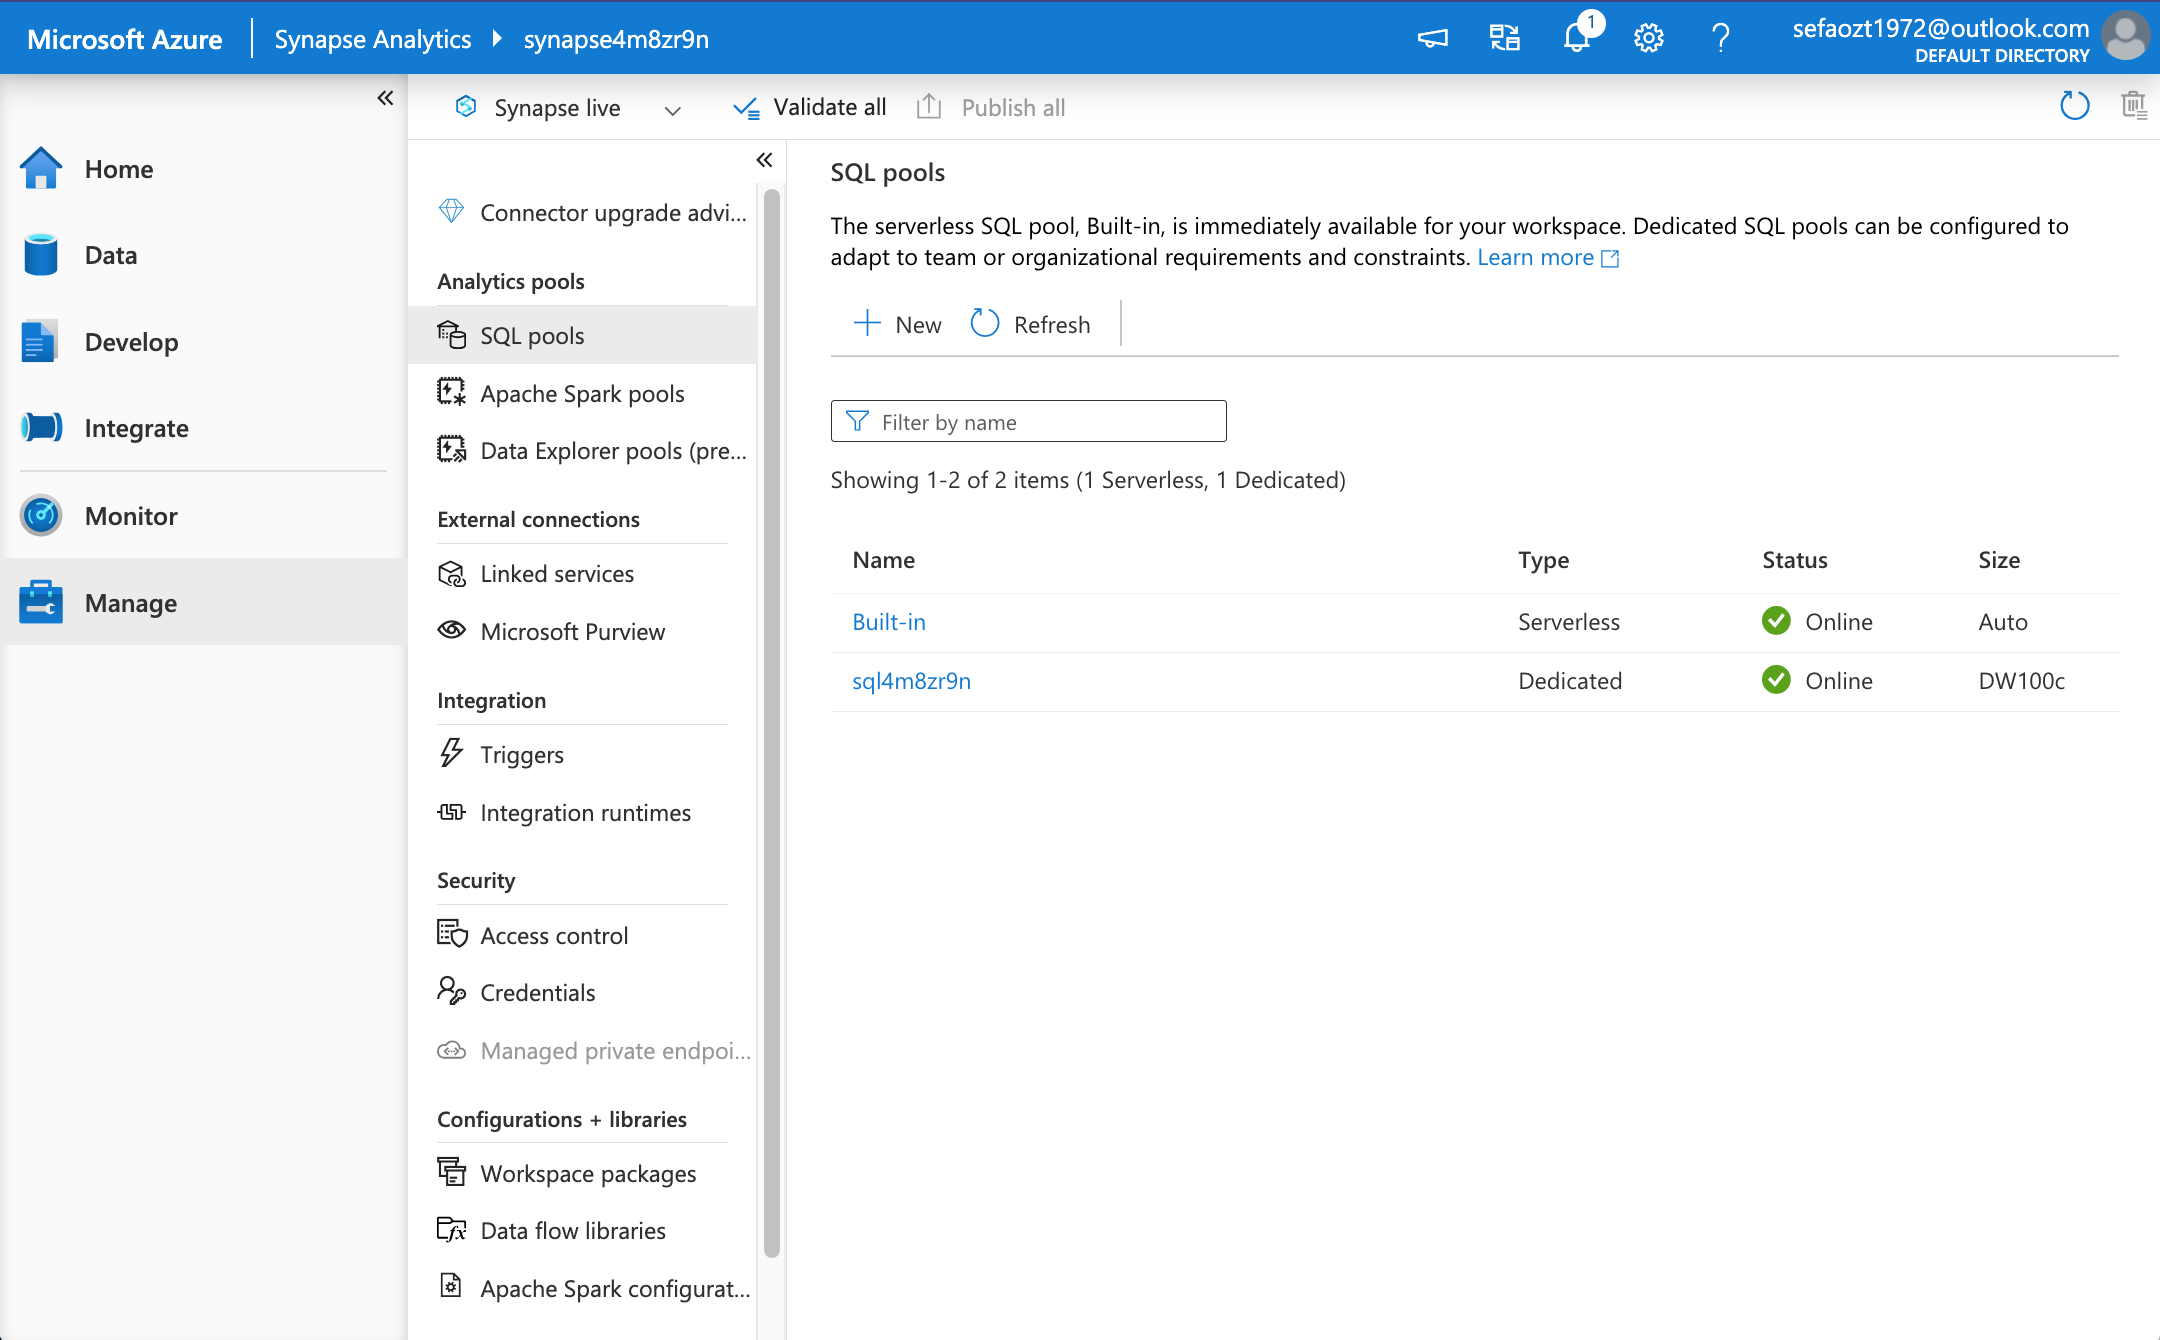 Microsoft Azure
Synapse Analytics
synapse4m8zr9n
1
sefaozt1972@outlook.com
DEFAULT DIRECTORY
Home
Data
Develop
Integrate
Monitor
Manage
Synapse live
Validate all
Publish all
Connector upgrade advi...
Analytics pools
SQL pools
Apache Spark pools
Data Explorer pools (pre...
External connections
Linked services
Microsoft Purview
Integration
Triggers
Integration runtimes
Security
Access control
Credentials
Managed private endpoi...
Configurations + libraries
Workspace packages
Data flow libraries
Apache Spark configurat...
SQL pools
The serverless SQL pool, Built-in, is immediately available for your workspace. Dedicated SQL pools can be configured to
adapt to team or organizational requirements and constraints. Learn more
New
Refresh
Filter by name
Showing 1-2 of 2 items (1 Serverless, 1 Dedicated)
Name Type Status Size
Built-in Serverless Online Auto
sql4m8zr9n Dedicated Online DW100c